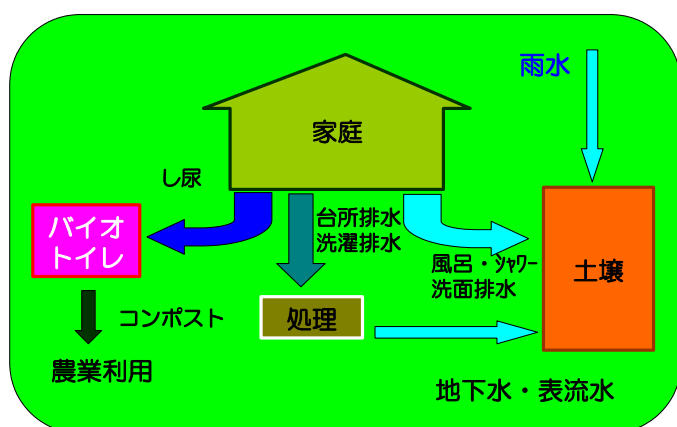 雨水
家庭
し尿
バイオ
トイレ
台所排水
洗濯排水
風呂・ｼｬﾜｰ
洗面排水
土壌
コンポスト
処理
農業利用
地下水・表流水